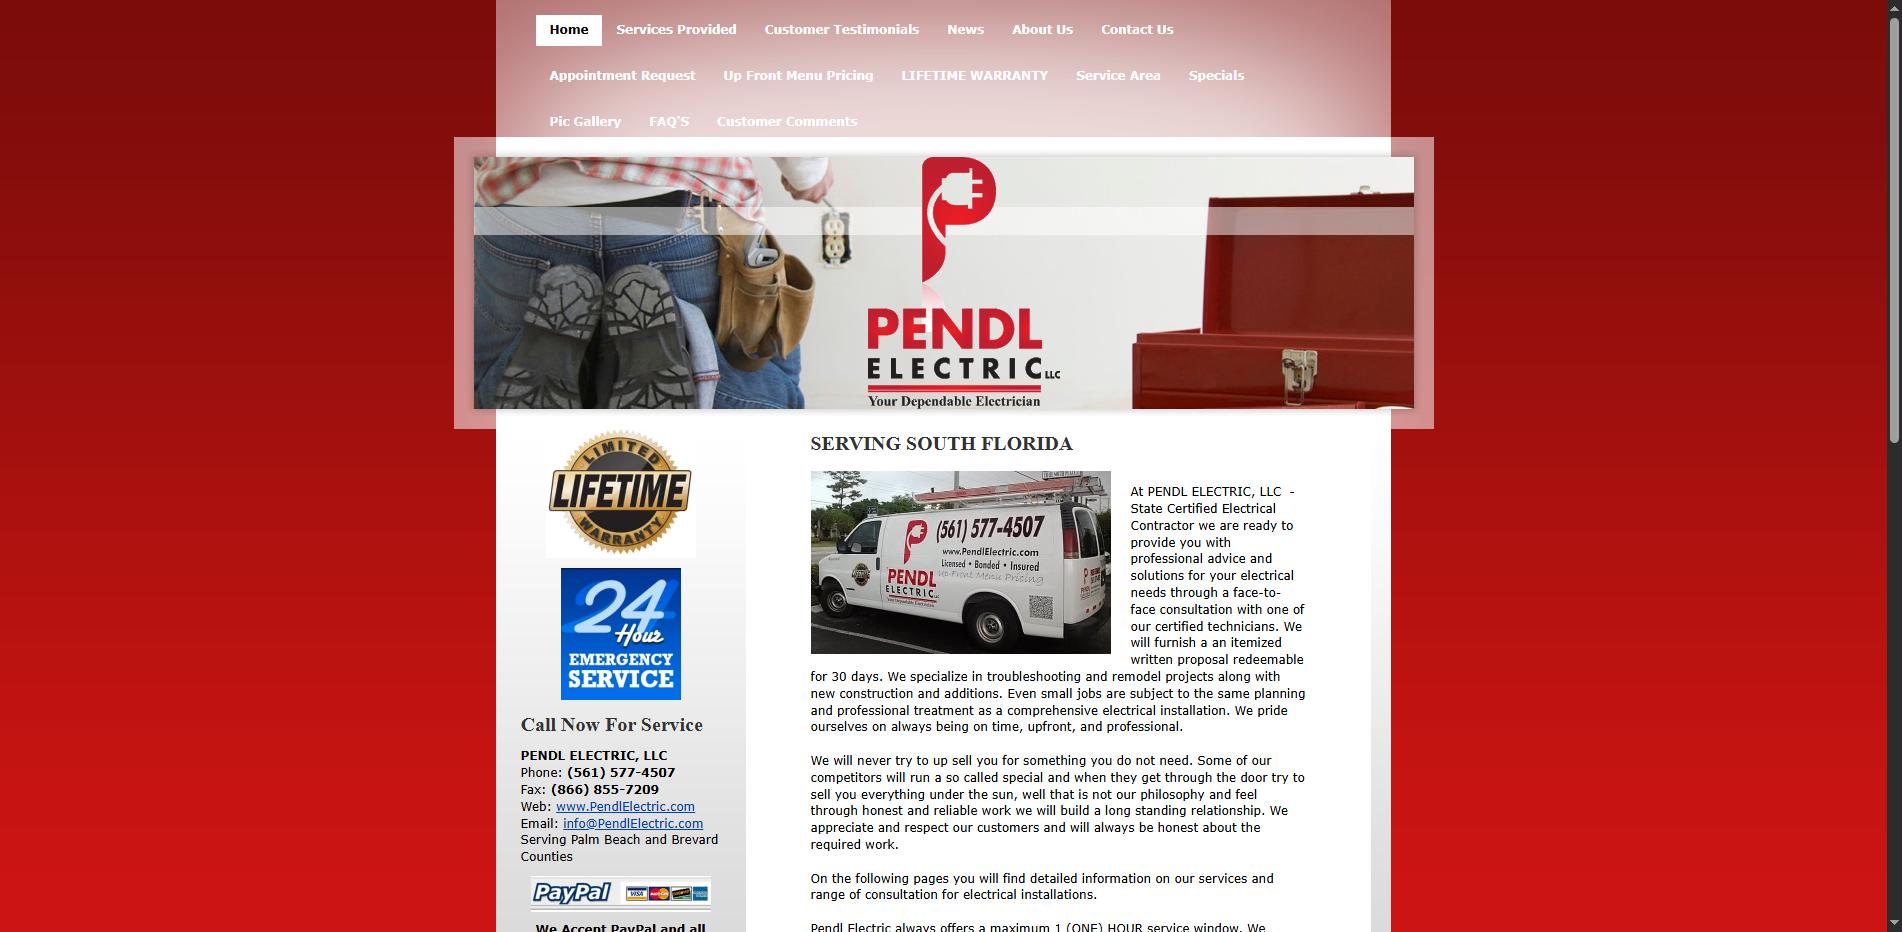 Home Services Provided Customer Testimonials News About Us Contact Us
Appointment Request Up Front Menu Pricing LIFETIME WARRANTY Service Area Specials
Pic Gallery FAQ'S Customer Comments
PENDL
ELECTRIC LLC
Your Dependable Electrician
LIMITED
LIFETIME
WARRANTY
24
Hour
EMERGENCY
SERVICE
Call Now For Service
PENDL ELECTRIC, LLC
Phone: (561) 577-4507
Fax: (866) 855-7209
Web: www.PendlElectric.com
Email: info@PendlElectric.com
Serving Palm Beach and Brevard
Counties
PayPal VISA
We Accept PayPal and all
SERVING SOUTH FLORIDA
(561) 577-4507
www.PendlElectric.com
Licensed • Bonded • Insured
Up-Front Menu Pricing
PENDL
ELECTRIC
Your Dependable Electrician
At PENDL ELECTRIC, LLC -
State Certified Electrical
Contractor we are ready to
provide you with
professional advice and
solutions for your electrical
needs through a face-to-
face consultation with one of
our certified technicians. We
will furnish a an itemized
written proposal redeemable
for 30 days. We specialize in troubleshooting and remodel projects along with
new construction and additions. Even small jobs are subject to the same planning
and professional treatment as a comprehensive electrical installation. We pride
ourselves on always being on time, upfront, and professional.
We will never try to up sell you for something you do not need. Some of our
competitors will run a so called special and when they get through the door try to
sell you everything under the sun, well that is not our philosophy and feel
through honest and reliable work we will build a long standing relationship. We
appreciate and respect our customers and will always be honest about the
required work.
On the following pages you will find detailed information on our services and
range of consultation for electrical installations.
Pendl Electric always offers a maximum 1 (ONE) HOUR service window. We